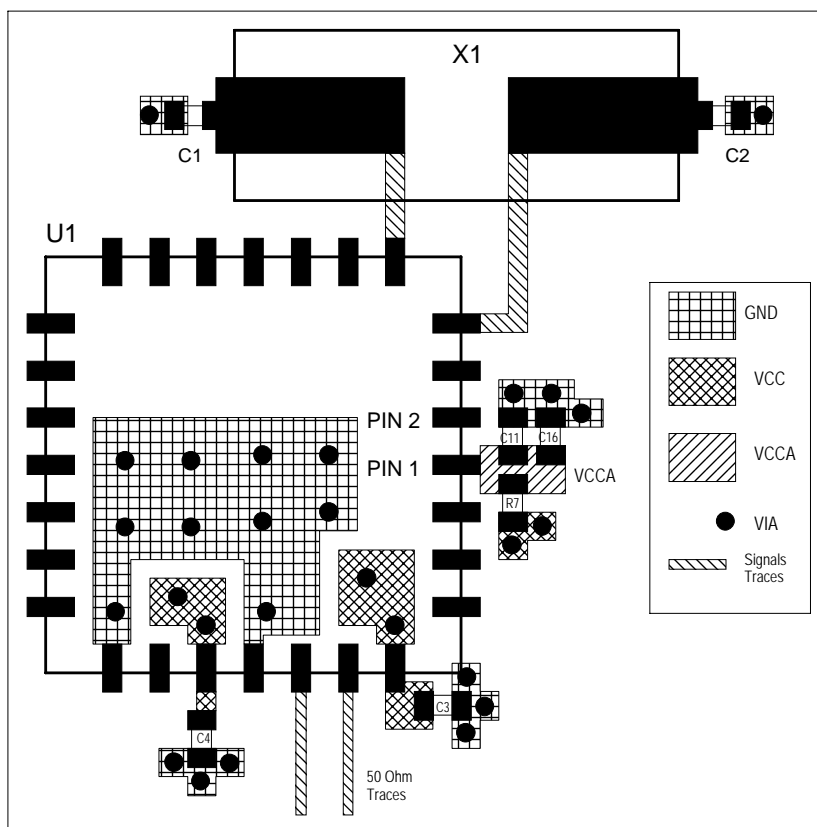 X1
C1
C2
U1
GND
VCC
PIN 2
C11
C16
PIN 1
VCCA
VCCA
R7
VIA
Signals
Traces
C3
C4
50 Ohm
Traces